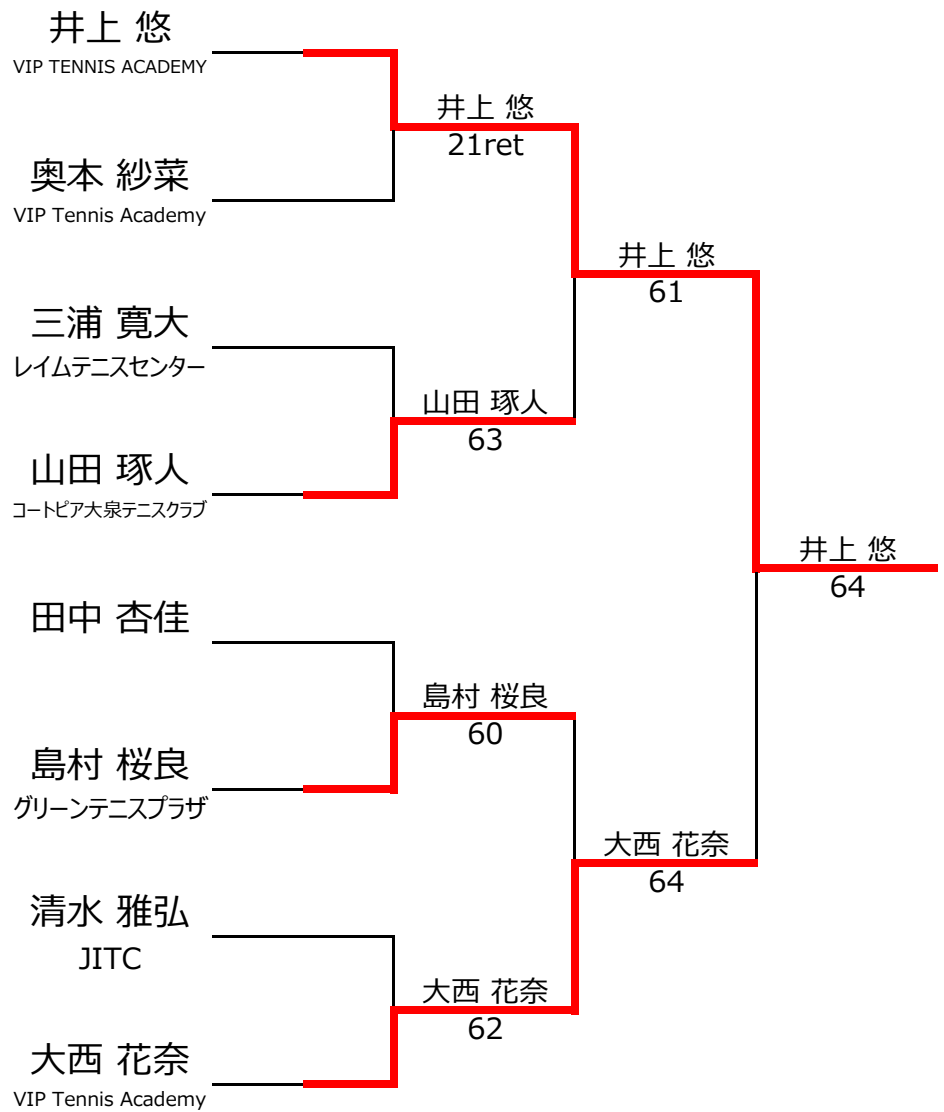 井上 悠
VIP TENNIS ACADEMY
井上 悠
21ret
奥本 紗菜
VIP Tennis Academy
井上 悠
61
三浦 寛大
レイムテニスセンター
山田 琢人
63
山田 琢人
コートピア大泉テニスクラブ
井上 悠
64
田中 杏佳
島村 桜良
60
島村 桜良
グリーンテニスプラザ
大西 花奈
64
清水 雅弘
JITC
大西 花奈
62
大西 花奈
VIP Tennis Academy